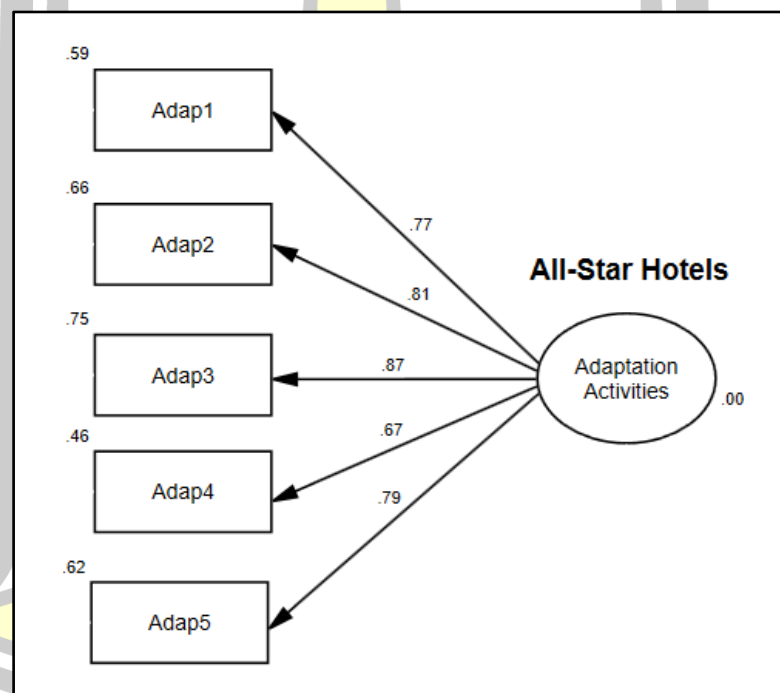 .59
Adap1
.66
.77
Adap2
All-Star Hotels
.81
.75
Adap3
.87
Adaptation
Activities
.00
.46
.67
Adap4
.79
.62
Adap5